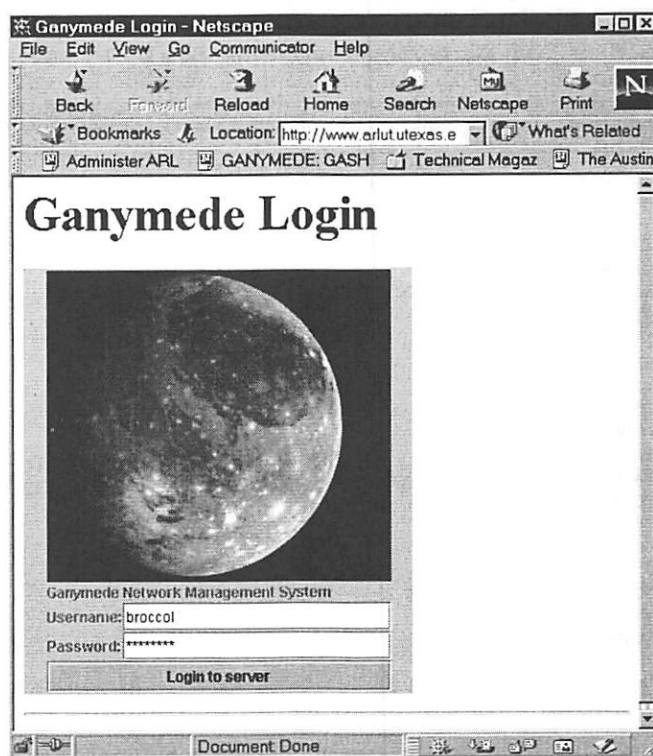 Ganymede Login - Netscape
File Edit View Go Communicator Help
Back Forward Reload Home Search Netscape Print
My
N
Bookmarks Location: http://www.arlut.utexas.e What's Related
Administer ARL GANYMEDE: GASH Technical Magaz The Austin
Ganymede Login
Ganymede Network Management System
Username: broccol
Password: ********
Login to server
Document Done